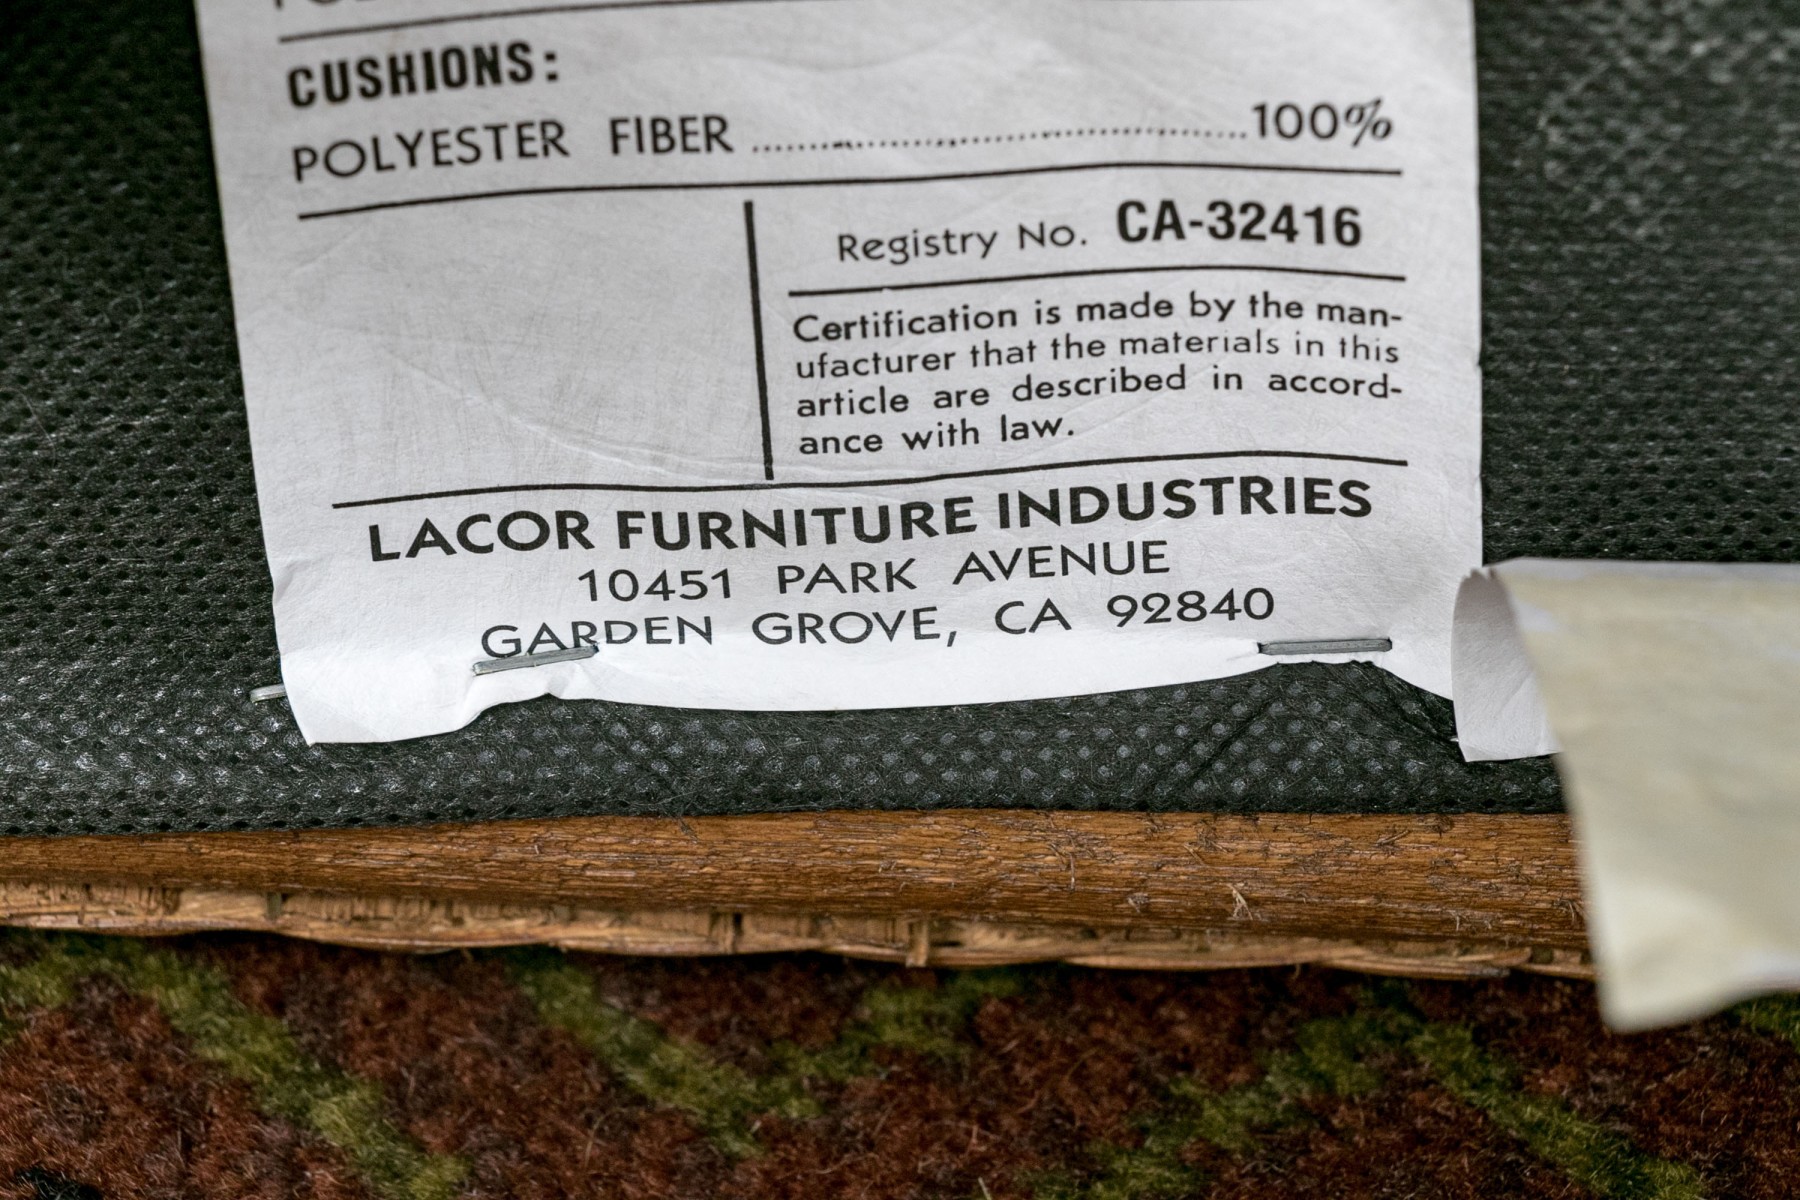 CUSHIONS:
POLYESTER FIBER ........................................ 100%
Registry No. CA-32416
Certification is made by the man-
ufacturer that the materials in this
article are described in accord-
ance with law.
LACOR FURNITURE INDUSTRIES
10451 PARK AVENUE
GARDEN GROVE, CA 92840